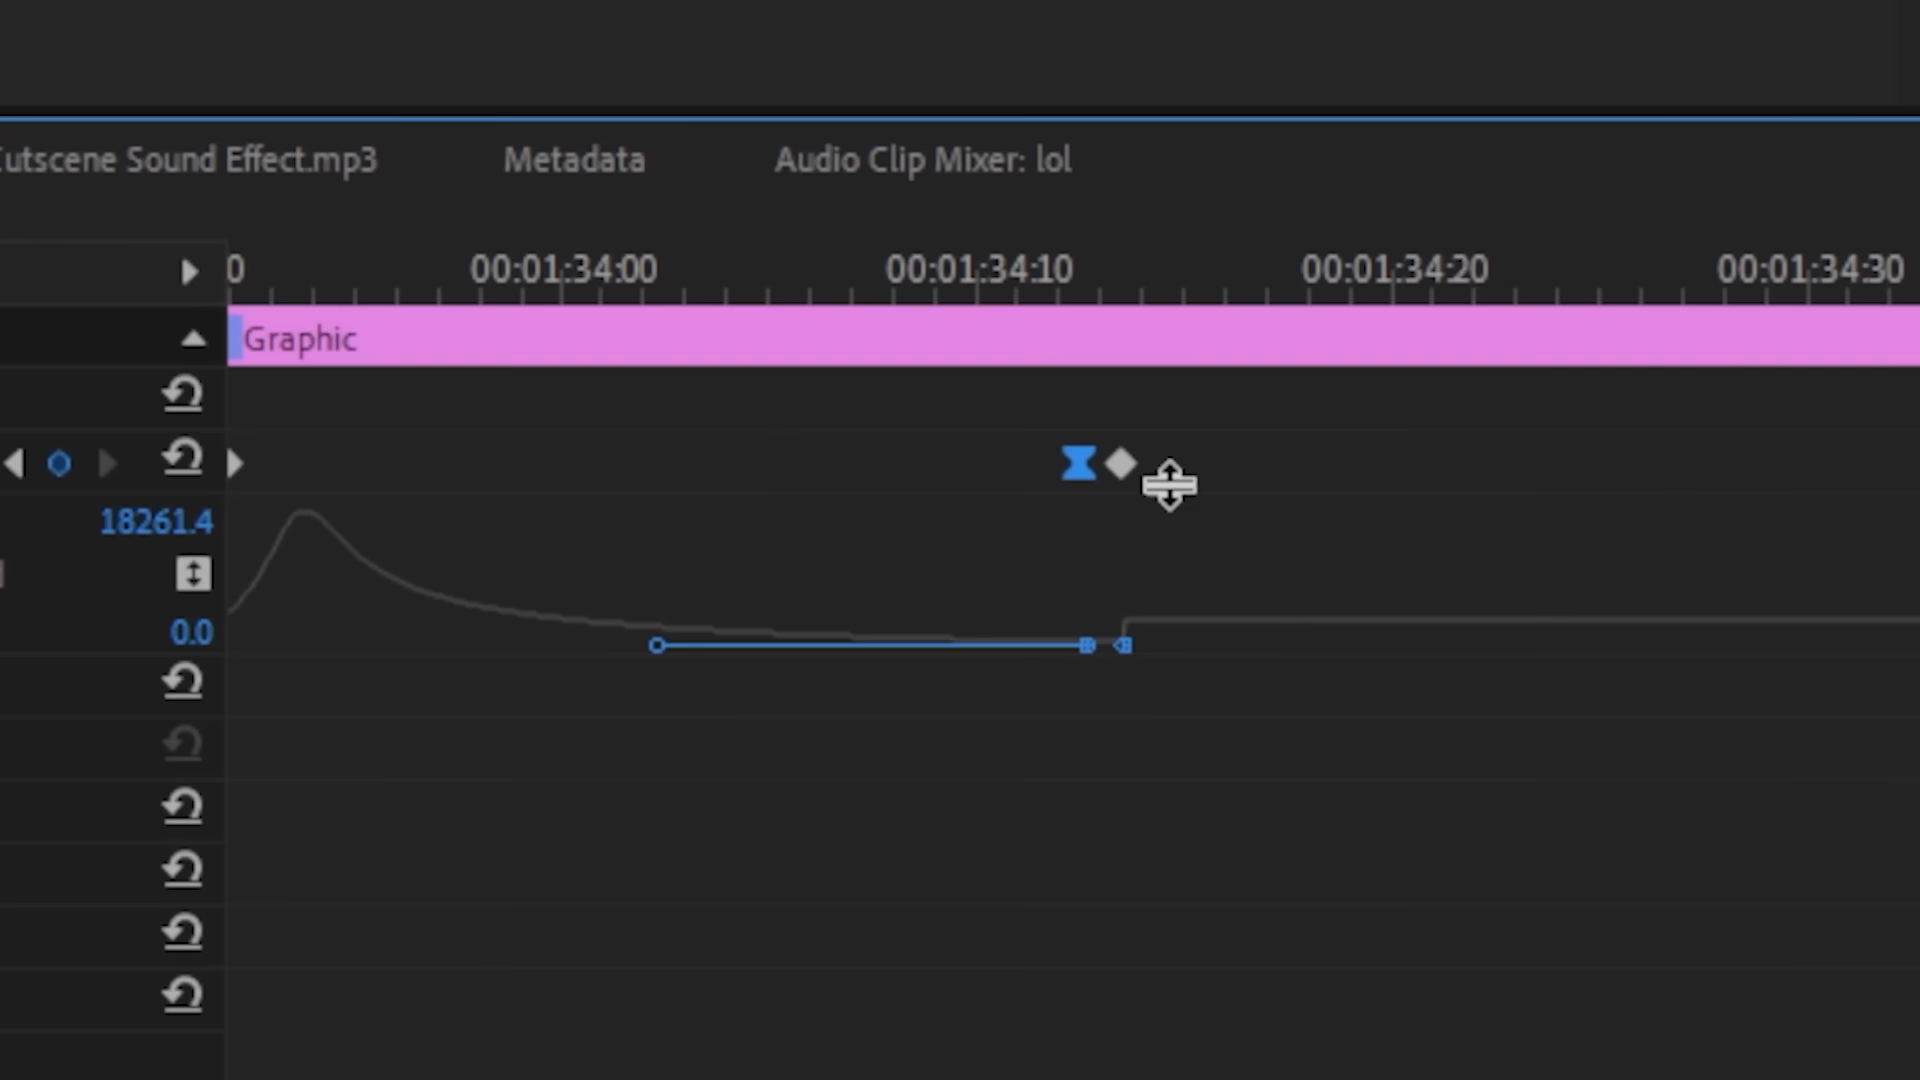 Cutscene Sound Effect.mp3 Metadata Audio Clip Mixer: lol
0 00:01:34:00 00:01:34:10 00:01:34:20 00:01:34:30
Graphic
18261.4
0.0